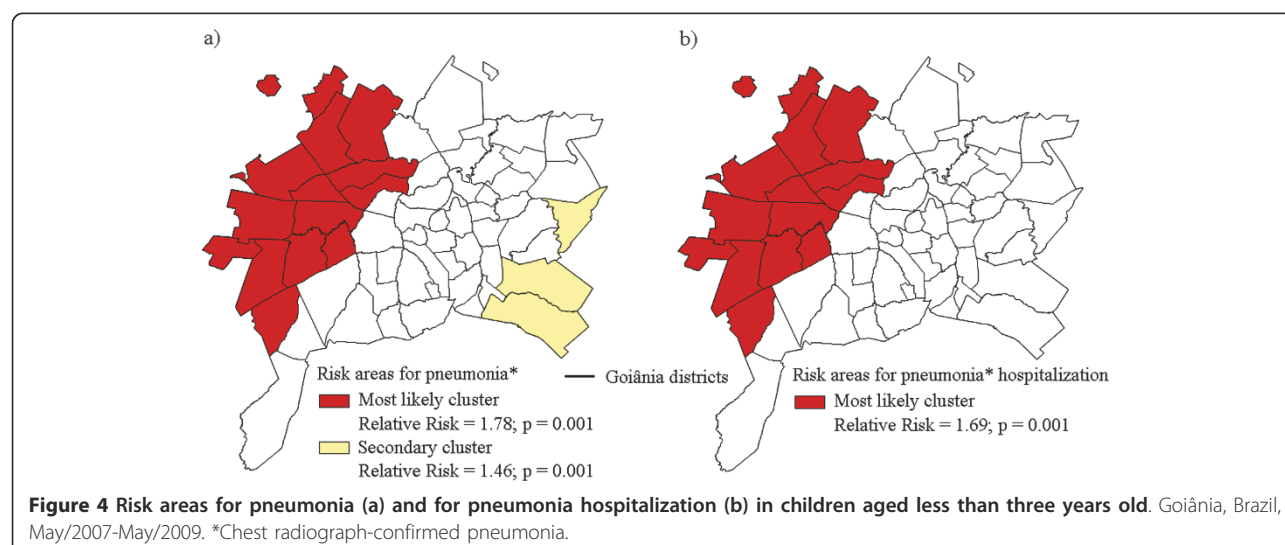 a)
b)
Risk areas for pneumonia*
Most likely cluster
Relative Risk = 1.78; p = 0.001
Secondary cluster
Relative Risk = 1.46; p = 0.001
Goiânia districts
Risk areas for pneumonia* hospitalization
Most likely cluster
Relative Risk = 1.69; p = 0.001
Figure 4 Risk areas for pneumonia (a) and for pneumonia hospitalization (b) in children aged less than three years old. Goiânia, Brazil,
May/2007-May/2009. *Chest radiograph-confirmed pneumonia.